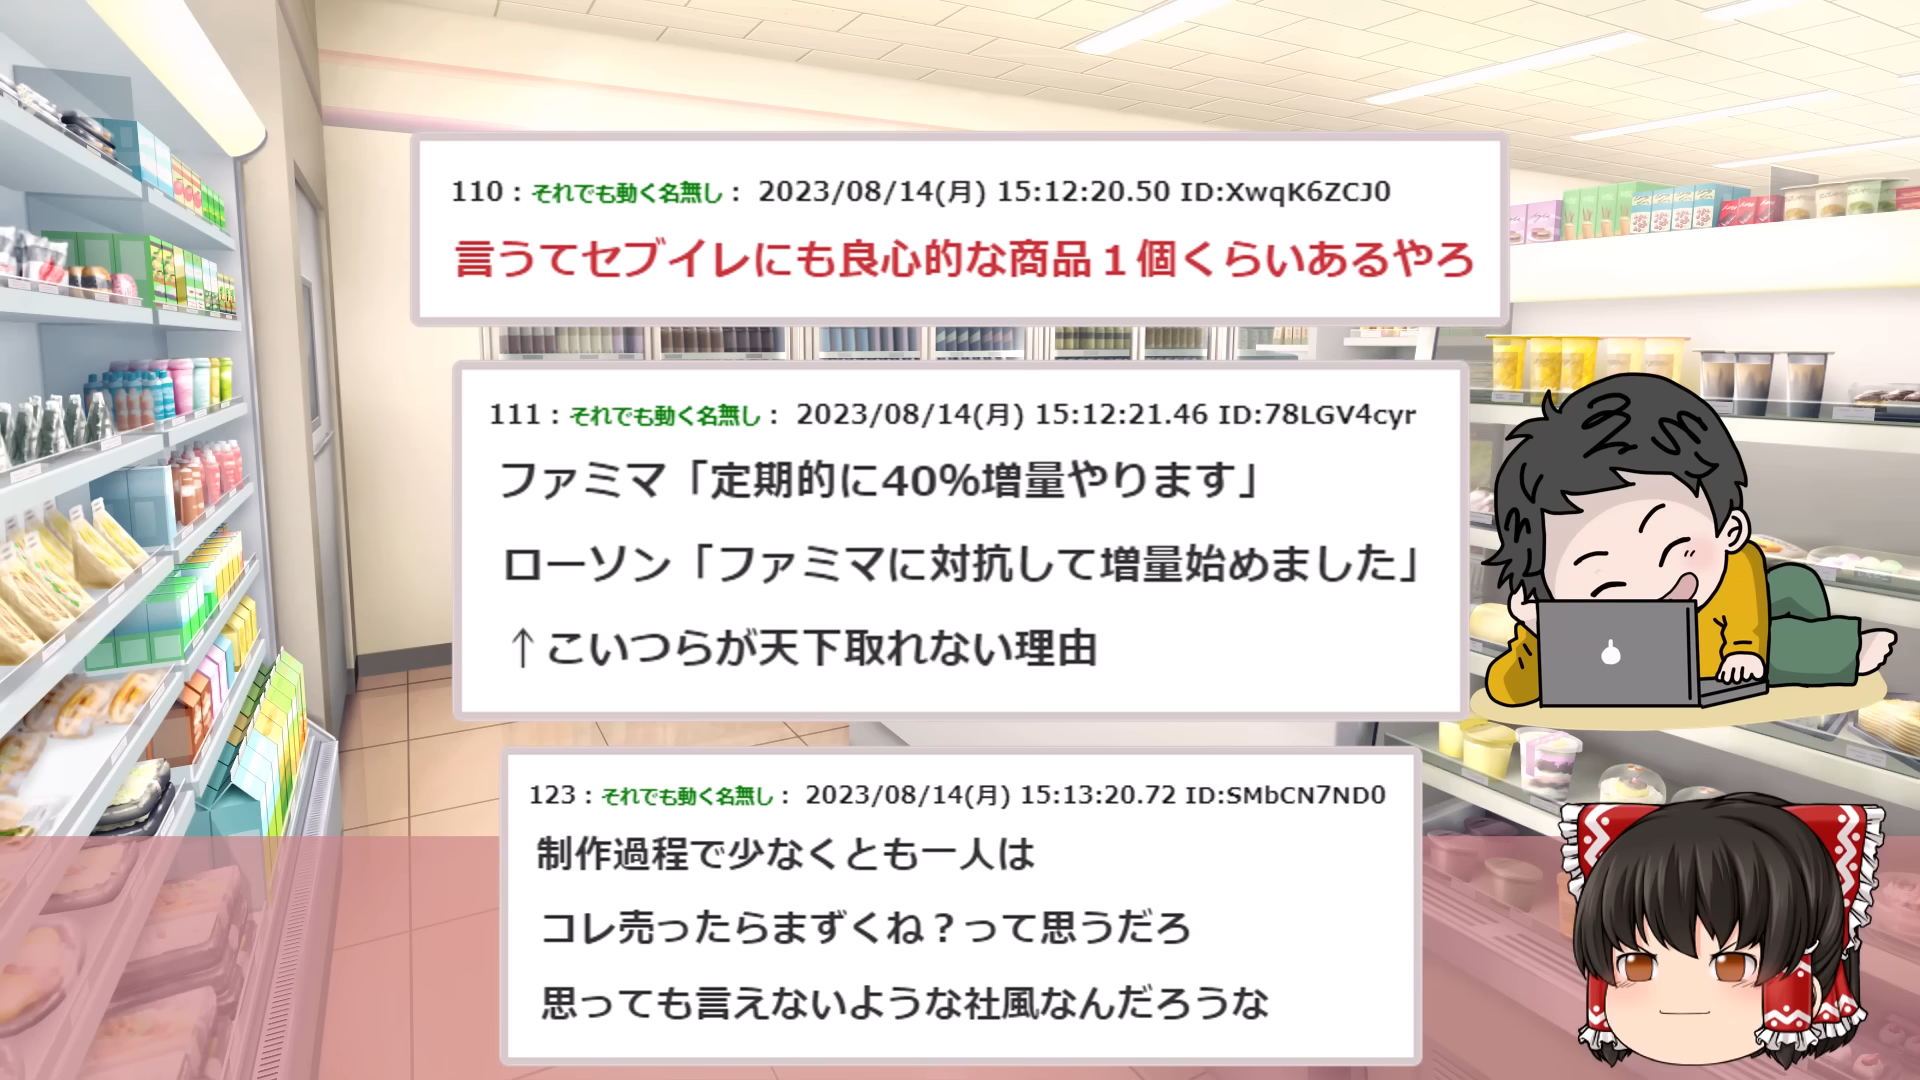 110：それでも動く名無し： 2023/08/14(月) 15:12:20.50 ID:XwqK6ZCJ0
言うてセブイレにも良心的な商品１個くらいあるやろ
111：それでも動く名無し： 2023/08/14(月) 15:12:21.46 ID:78LGV4cyr
ファミマ「定期的に40%増量やります」
ローソン「ファミマに対抗して増量始めました」
↑こいつらが天下取れない理由
123：それでも動く名無し： 2023/08/14(月) 15:13:20.72 ID:SMbCN7ND0
制作過程で少なくとも一人は
コレ売ったらまずくね？って思うだろ
思っても言えないような社風なんだろうな